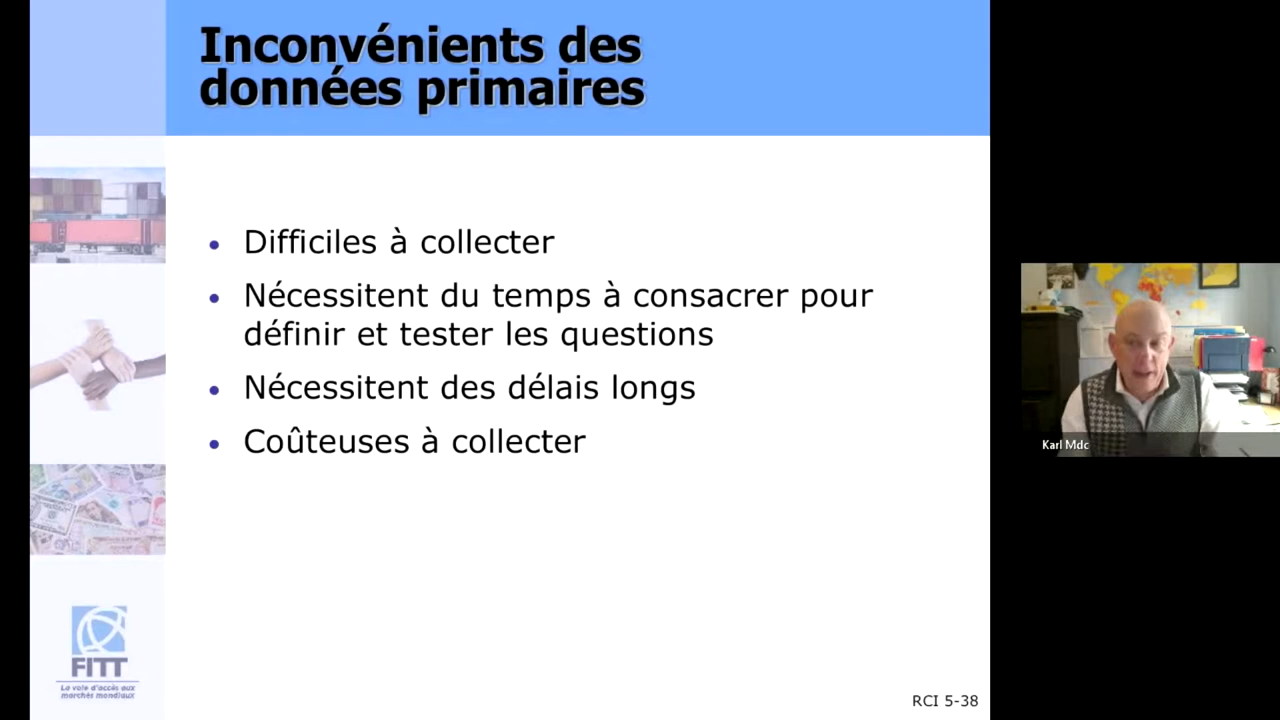 Inconvénients des
données primaires
Difficiles à collecter
Nécessitent du temps à consacrer pour
définir et tester les questions
Nécessitent des délais longs
Coûteuses à collecter
Karl Mdc
FITT
La voie d'accès aux
marchés mondiaux
RCI 5-38